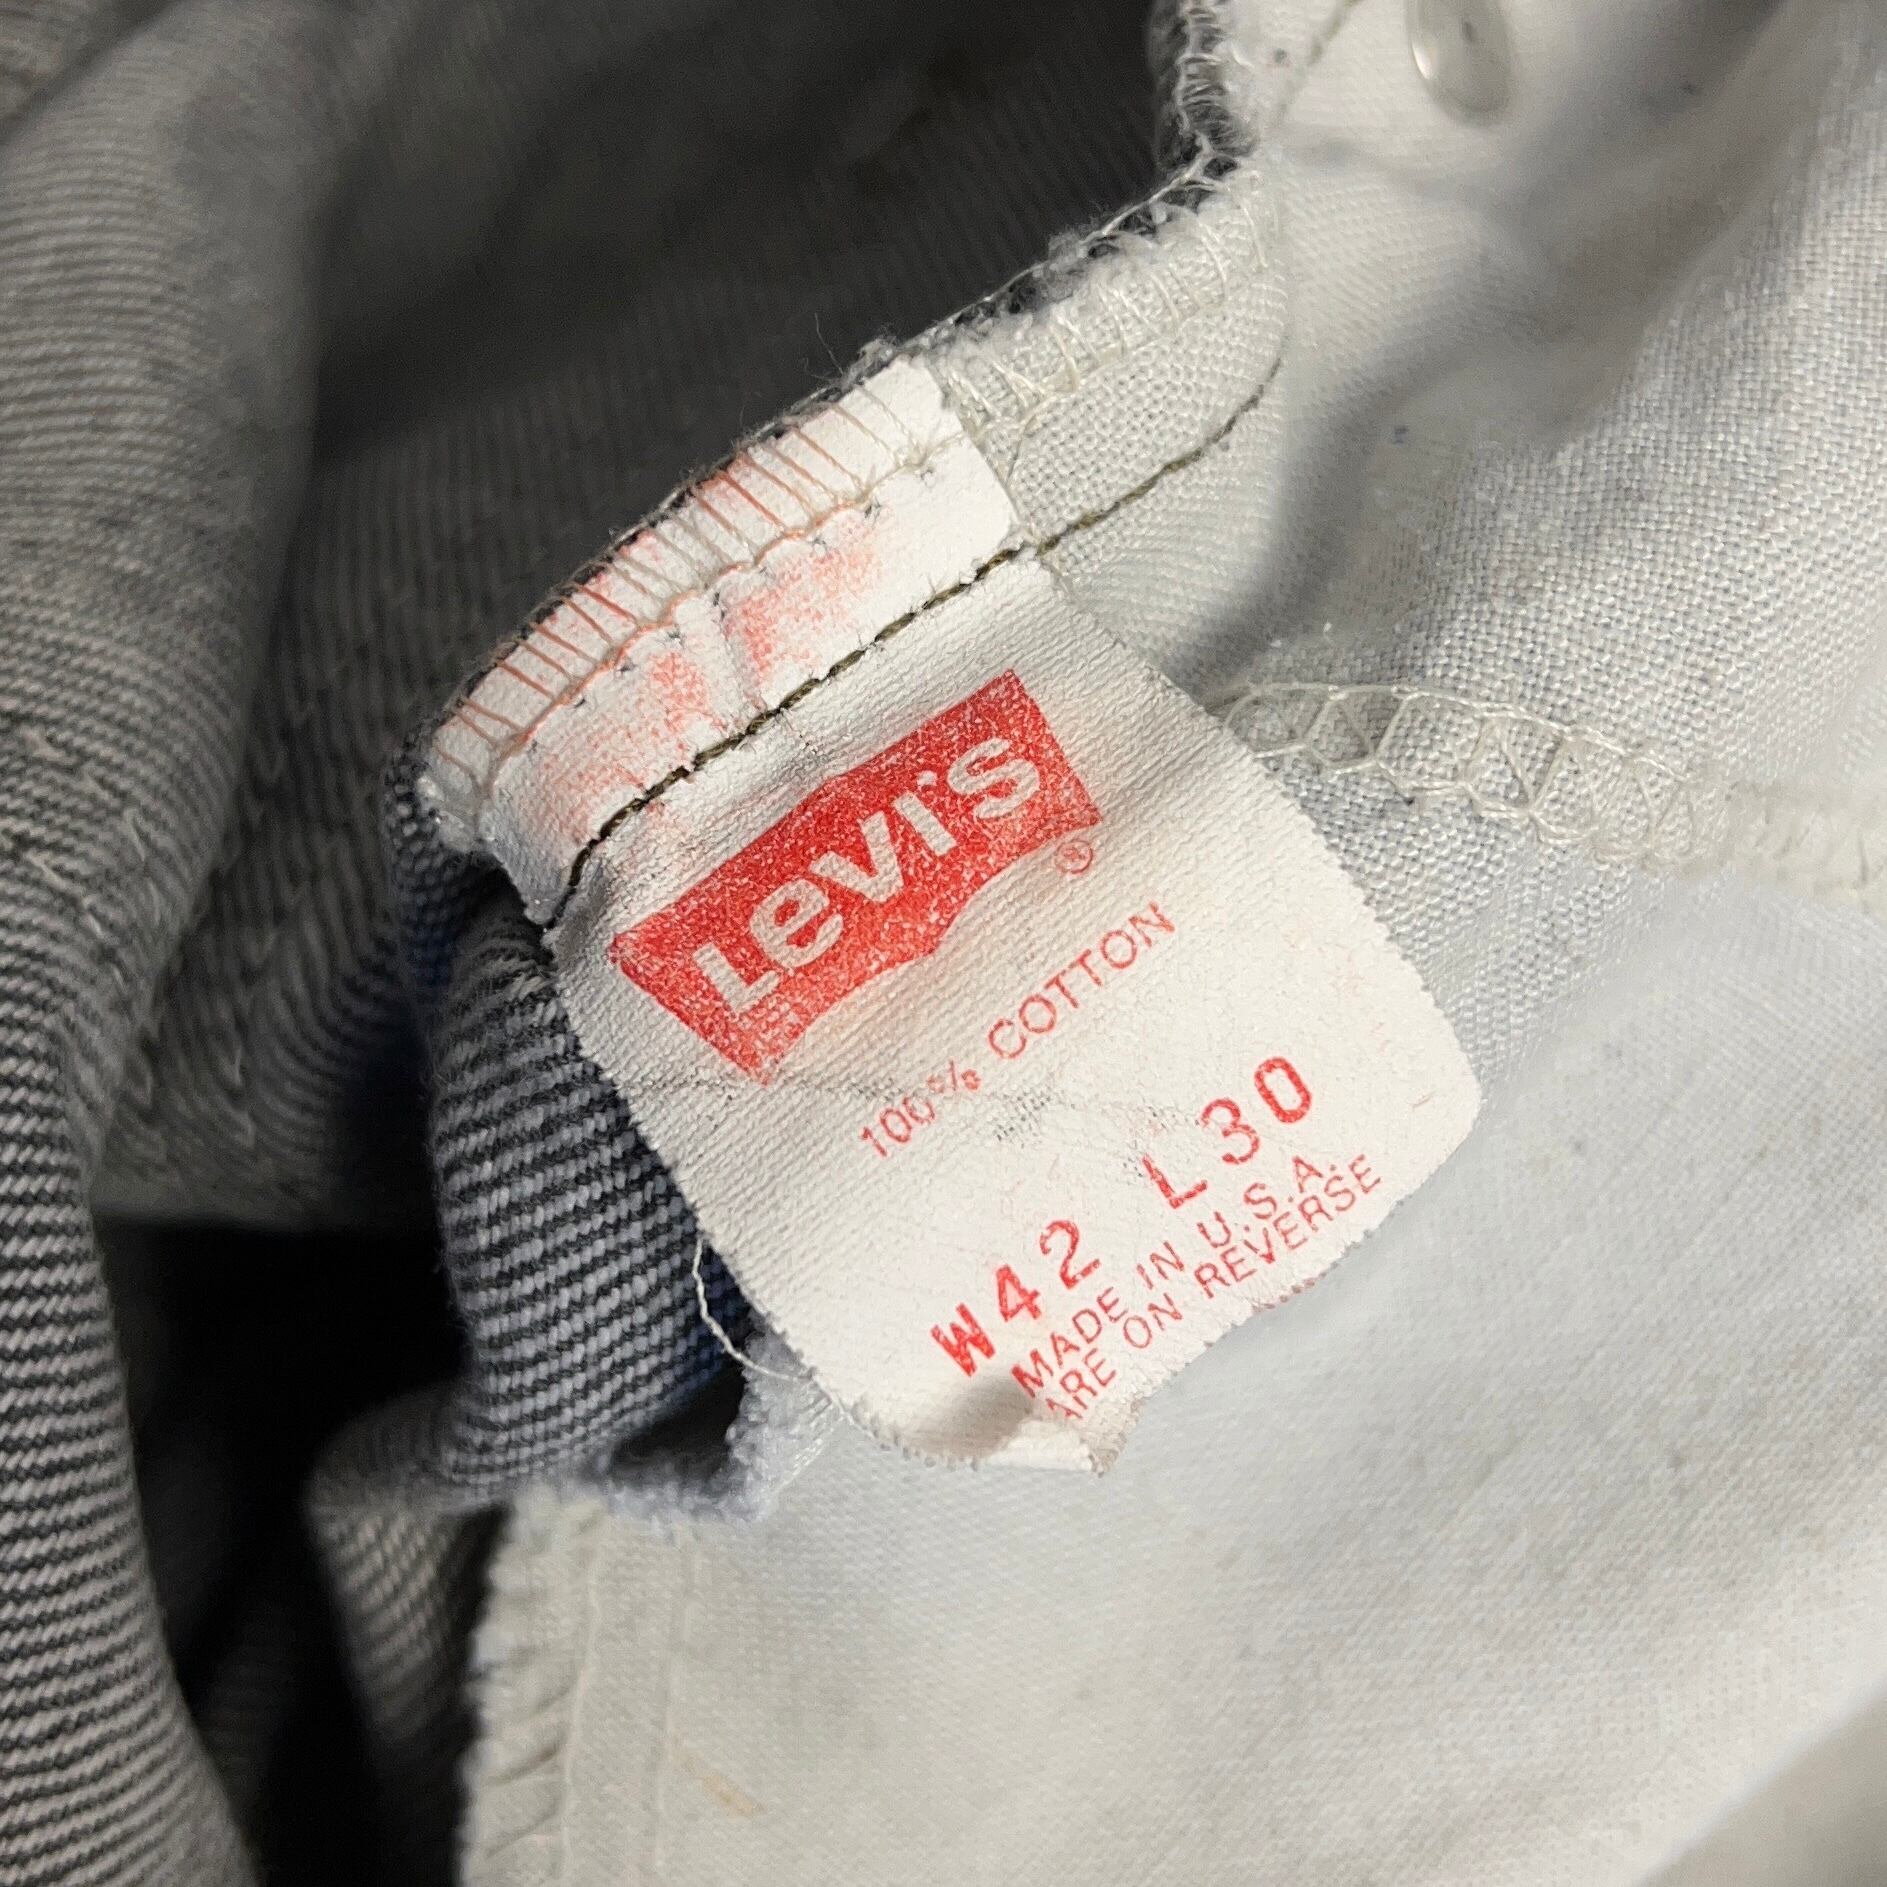 Levi's ®
100% COTTON
W42 L30
MADE IN U.S.A.
ARE ON REVERSE